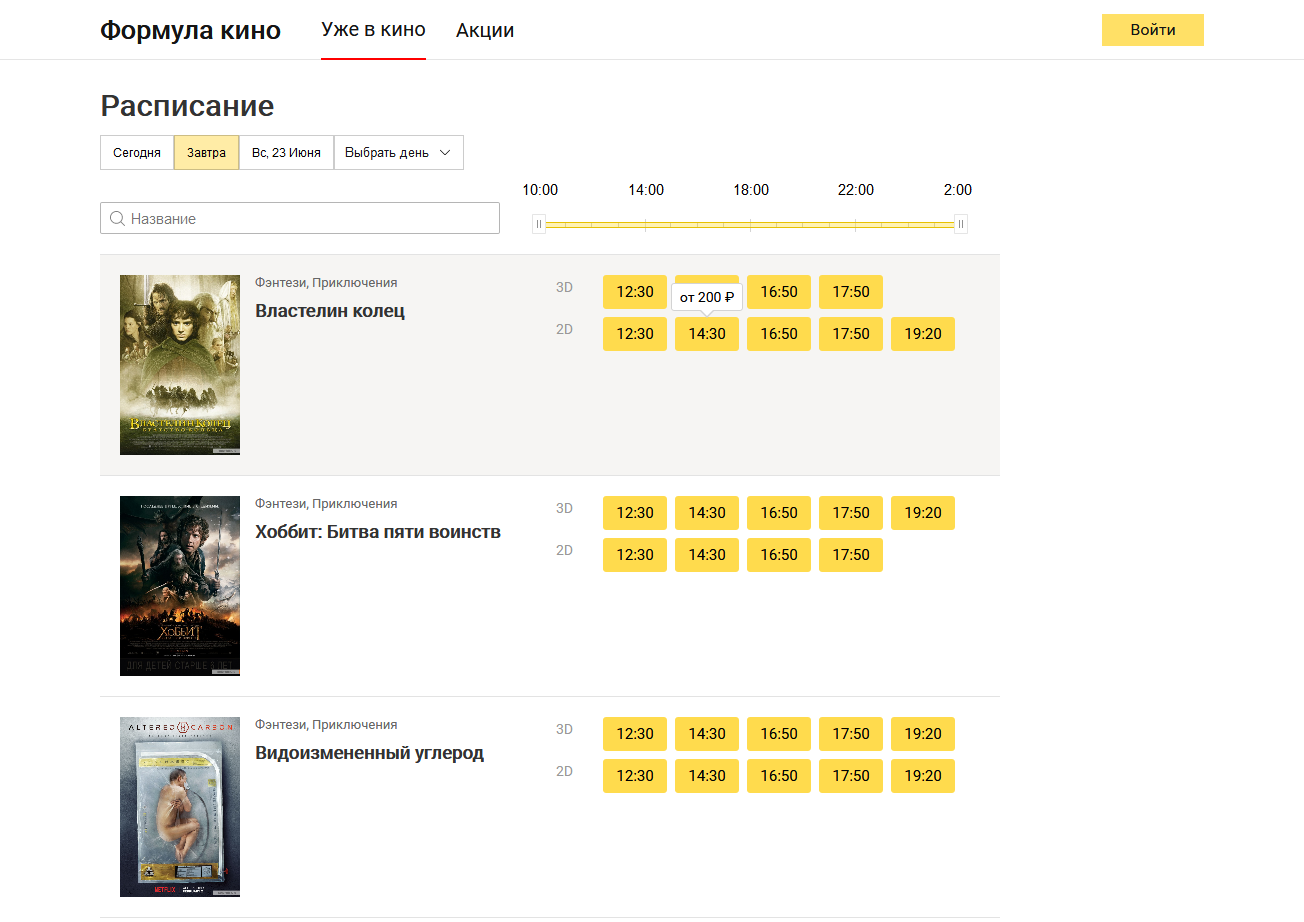 Формула кино Уже в кино Акции Войти
Расписание
Сегодня Завтра Вс, 23 Июня Выбрать день
10:00 14:00 18:00 22:00 2:00
Название
Фэнтези, Приключения
Властелин колец
3D 12:30 16:50 17:50
от 200 ₽
2D 12:30 14:30 16:50 17:50 19:20
ВЛАСТЕЛИН КОЛЕЦ
Фэнтези, Приключения
Хоббит: Битва пяти воинств
3D 12:30 14:30 16:50 17:50 19:20
2D 12:30 14:30 16:50 17:50
ХОББИТ
ДЛЯ ДЕТЕЙ СТАРШЕ 6 ЛЕТ
ALTERED CARBON
Фэнтези, Приключения
Видоизмененный углерод
3D 12:30 14:30 16:50 17:50 19:20
2D 12:30 14:30 16:50 17:50 19:20
NETFLIX